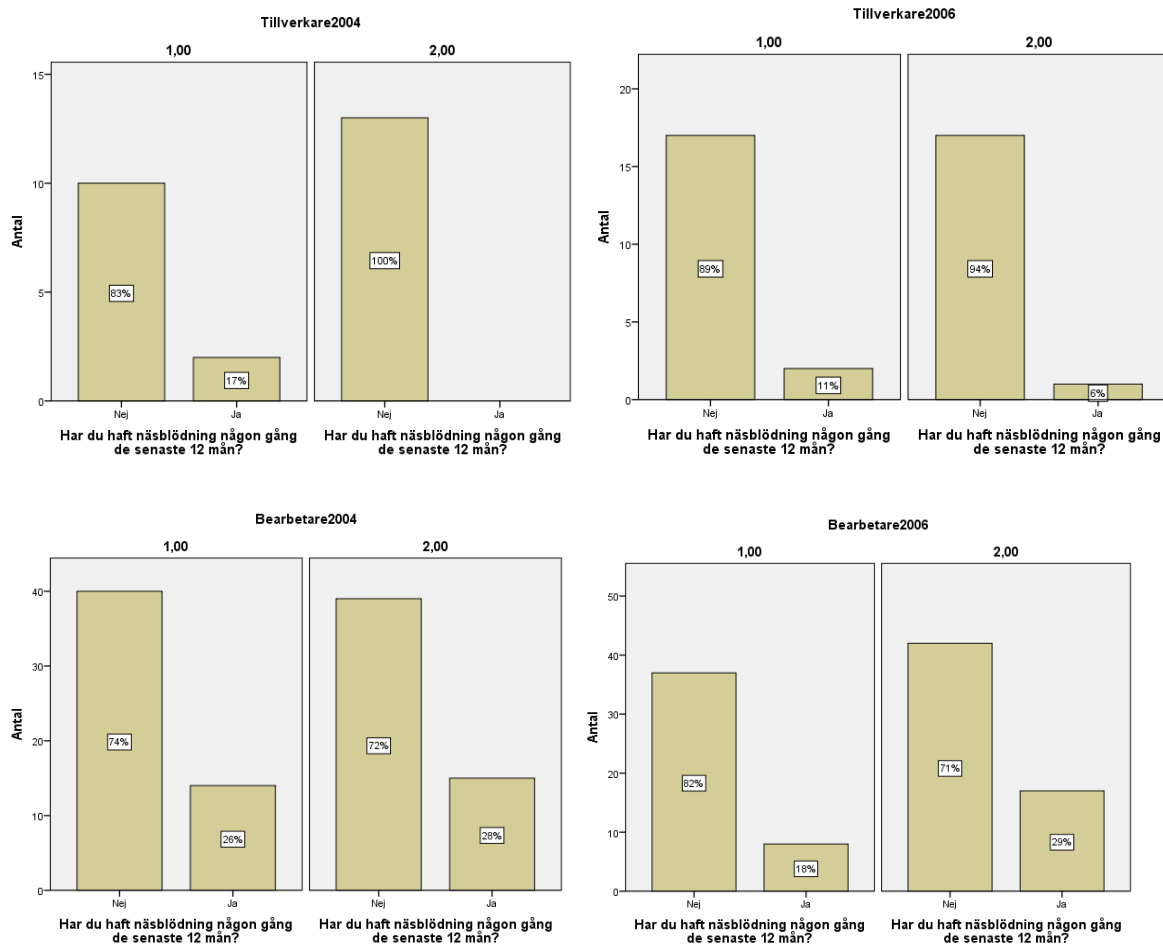 Tillverkare2004
1,00
2,00
Antal
15
10
5
0
83%
17%
100%
Nej
Ja
Nej
Ja
Har du haft näsblödning någon gång
de senaste 12 mån?
Har du haft näsblödning någon gång
de senaste 12 mån?
Tillverkare2006
1,00
2,00
Antal
20
15
10
5
0
89%
11%
94%
6%
Nej
Ja
Nej
Ja
Har du haft näsblödning någon gång
de senaste 12 mån?
Har du haft näsblödning någon gång
de senaste 12 mån?
Bearbetare2004
1,00
2,00
Antal
40
30
20
10
0
74%
26%
72%
28%
Nej
Ja
Nej
Ja
Har du haft näsblödning någon gång
de senaste 12 mån?
Har du haft näsblödning någon gång
de senaste 12 mån?
Bearbetare2006
1,00
2,00
Antal
50
40
30
20
10
0
82%
18%
71%
29%
Nej
Ja
Nej
Ja
Har du haft näsblödning någon gång
de senaste 12 mån?
Har du haft näsblödning någon gång
de senaste 12 mån?